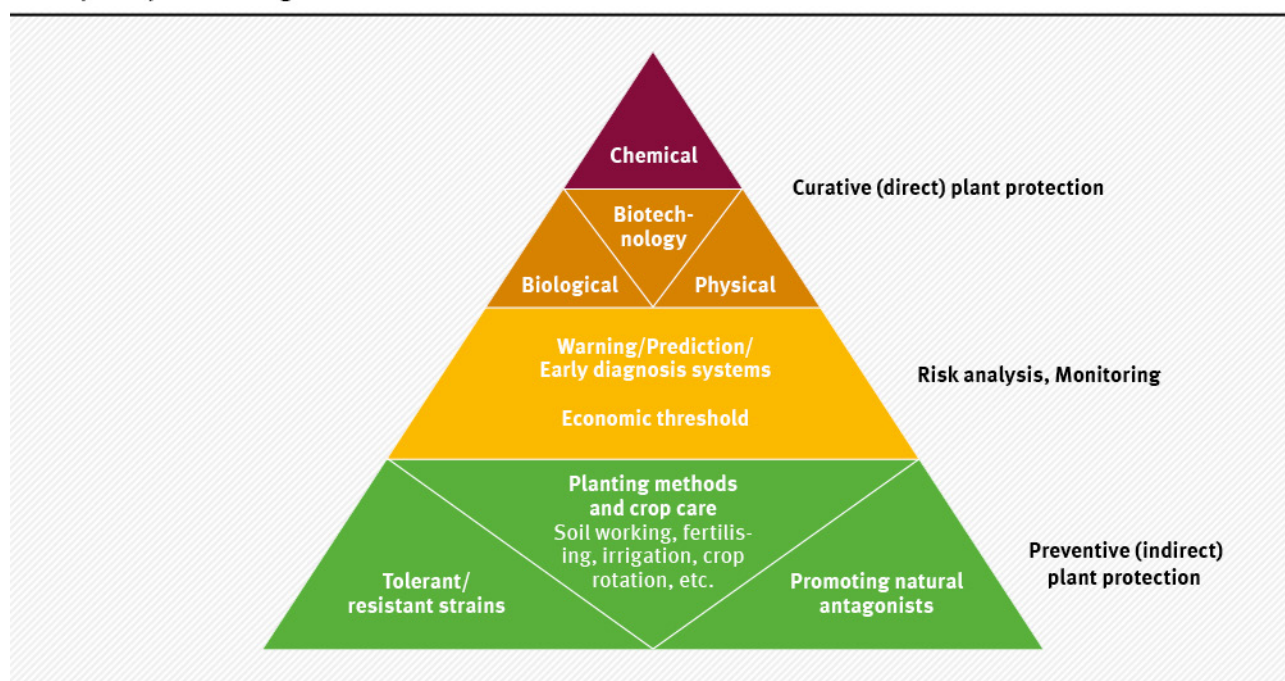 Chemical
Curative (direct) plant protection
Biotech-
nology
Biological
Physical
Warning/Prediction/
Early diagnosis systems
Economic threshold
Risk analysis, Monitoring
Planting methods
and crop care
Soil working, fertilis-
ing, irrigation, crop
rotation, etc.
Tolerant/
resistant strains
Promoting natural
antagonists
Preventive (indirect)
plant protection